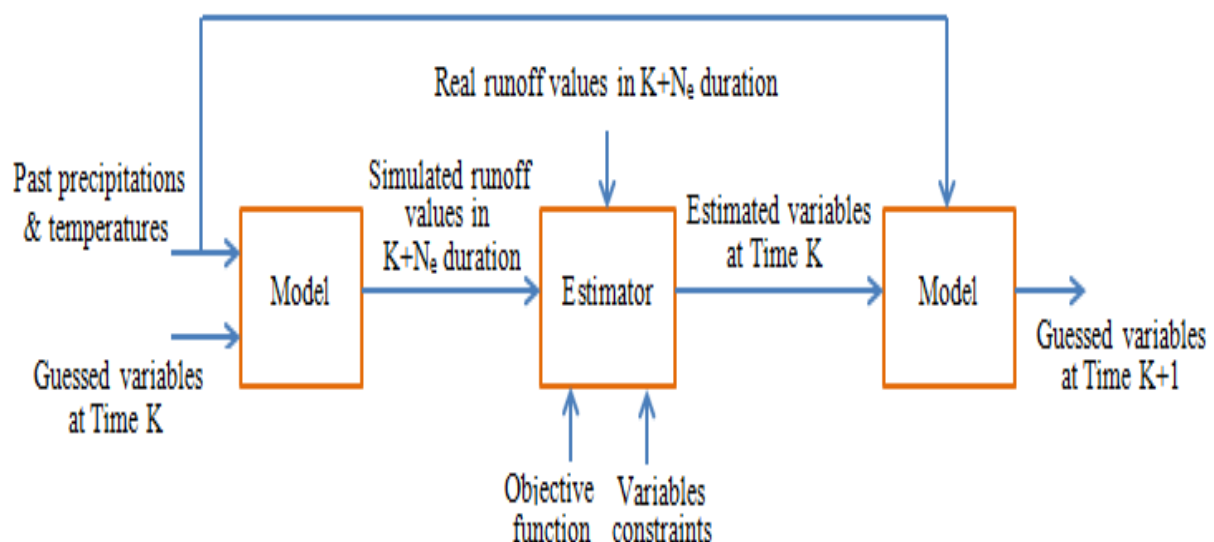 Real runoff values in K+Ne duration
Past precipitations
& temperatures
Simulated runoff
values in
K+Ne duration
Estimated variables
at Time K
Model
Estimator
Model
Guessed variables
at Time K
Guessed variables
at Time K+1
Objective
function
Variables
constraints